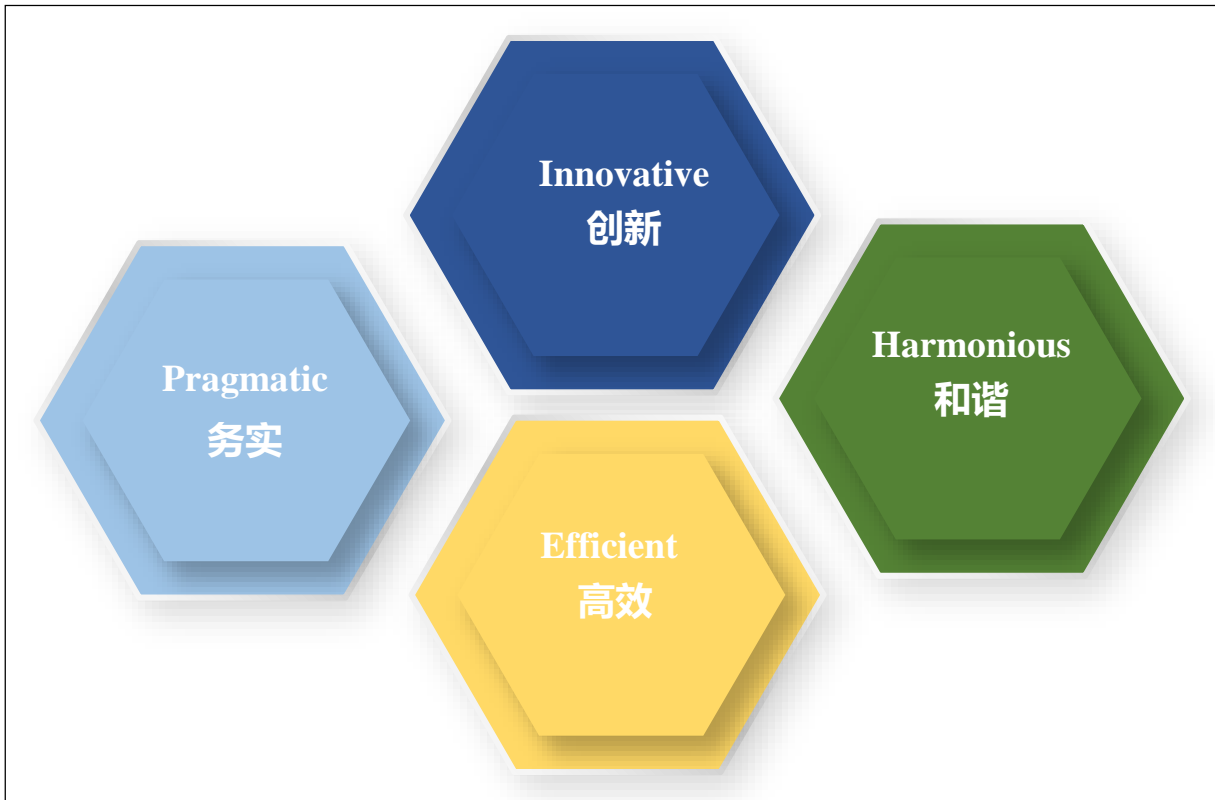 Innovative
创新
Harmonious
和谐
Pragmatic
务实
Efficient
高效